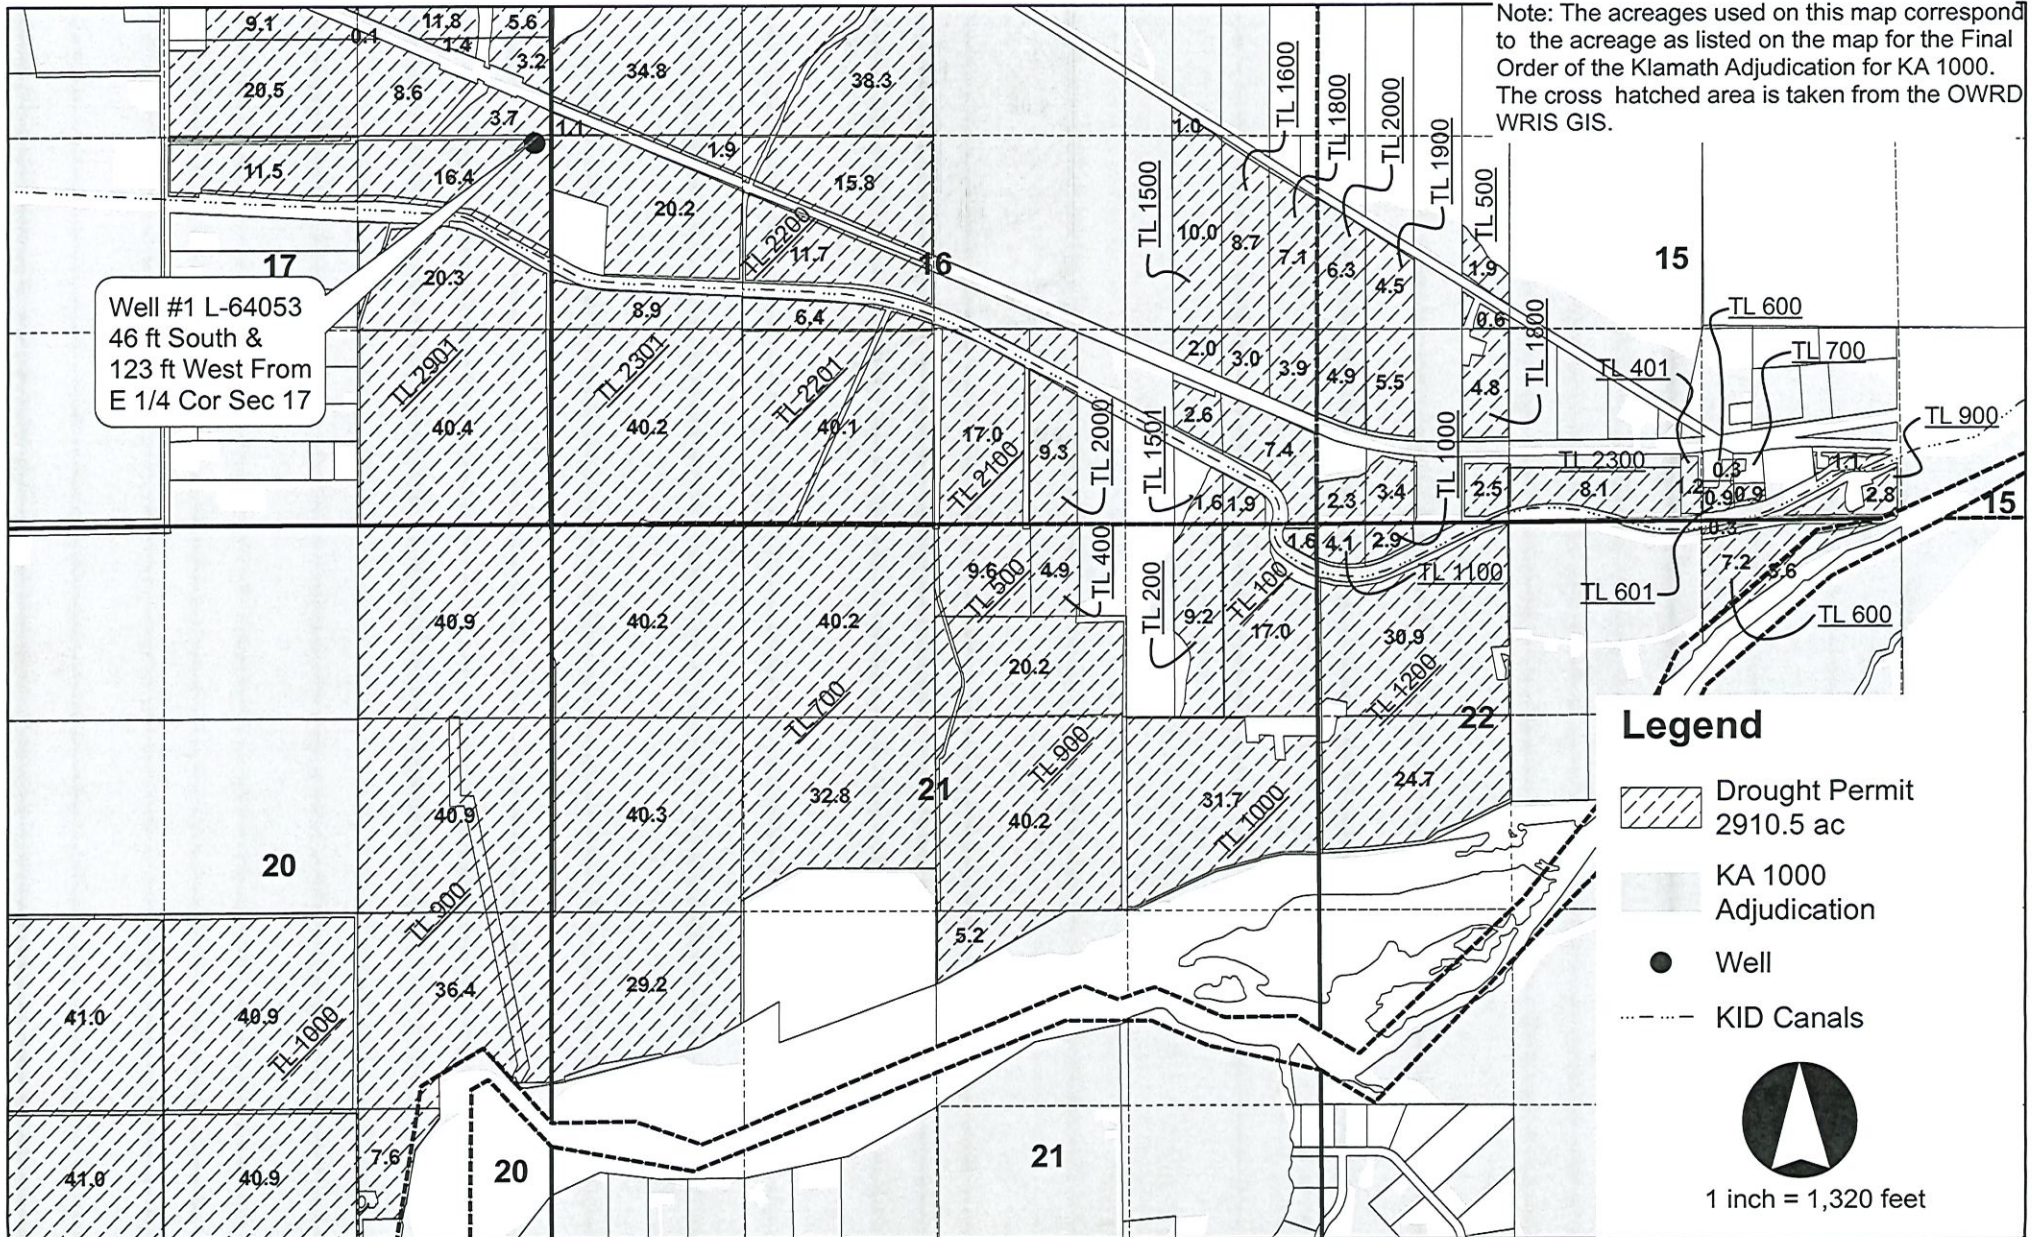 Note: The acreages used on this map correspond
to the acreage as listed on the map for the Final
Order of the Klamath Adjudication for KA 1000.
The cross hatched area is taken from the OWRD
WRIS GIS.
9.1
0.1
11.8
1.4
5.6
3.2
34.8
38.3
20.5
8.6
3.7
1.1
1.9
1.0
11.5
16.4
20.2
15.8
TL 2200
11.7
TL 1500
TL 1600
TL 1800
TL 2000
TL 1900
TL 500
10.0
8.7
7.1
6.3
4.5
1.9
0.6
17
16
15
20.3
8.9
6.4
Well #1 L-64053
46 ft South &
123 ft West From
E 1/4 Cor Sec 17
TL 2901
TL 2301
TL 2201
40.4
40.2
40.1
17.0
TL 2100
9.3
TL 2000
TL 1501
2.0
3.0
3.9
4.9
5.5
4.8
TL 1800
2.6
7.4
1.6
1.9
2.3
3.4
TL 1000
2.5
TL 2300
8.1
TL 401
TL 600
TL 700
TL 900
.2
0.3
0.9
0.9
1.1
2.8
0.3
15
1.6
4.1
2.9
TL 1100
TL 601
7.2
3.6
TL 600
40.9
40.2
40.2
9.6
TL 500
4.9
TL 400
TL 200
9.2
TL 100
17.0
30.9
TL 1200
20.2
TL 700
TL 900
22
40.9
40.3
32.8
21
40.2
31.7
TL 1000
24.7
20
TL 900
5.2
41.0
40.9
TL 1000
36.4
29.2
41.0
40.9
7.6
20
21
Legend
Drought Permit
2910.5 ac
KA 1000
Adjudication
Well
KID Canals
1 inch = 1,320 feet